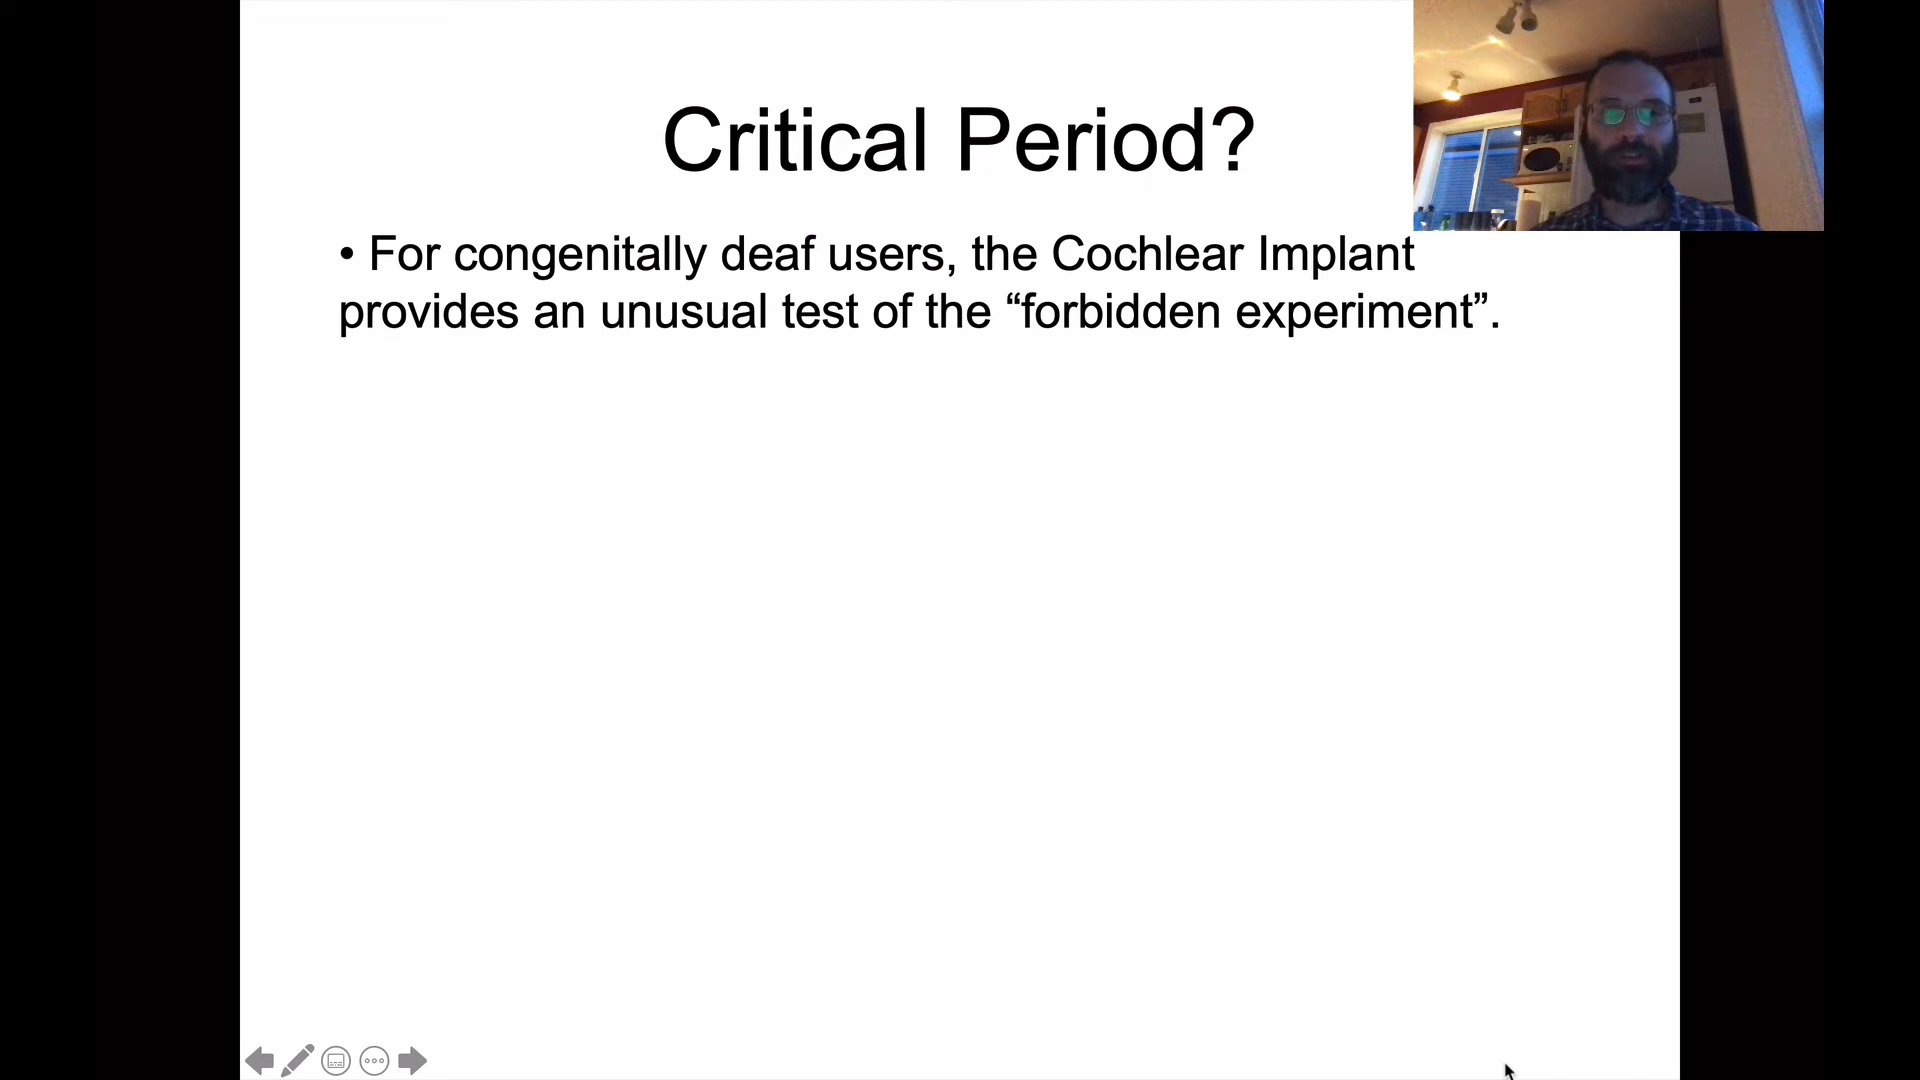 Critical Period?
• For congenitally deaf users, the Cochlear Implant
provides an unusual test of the “forbidden experiment”.